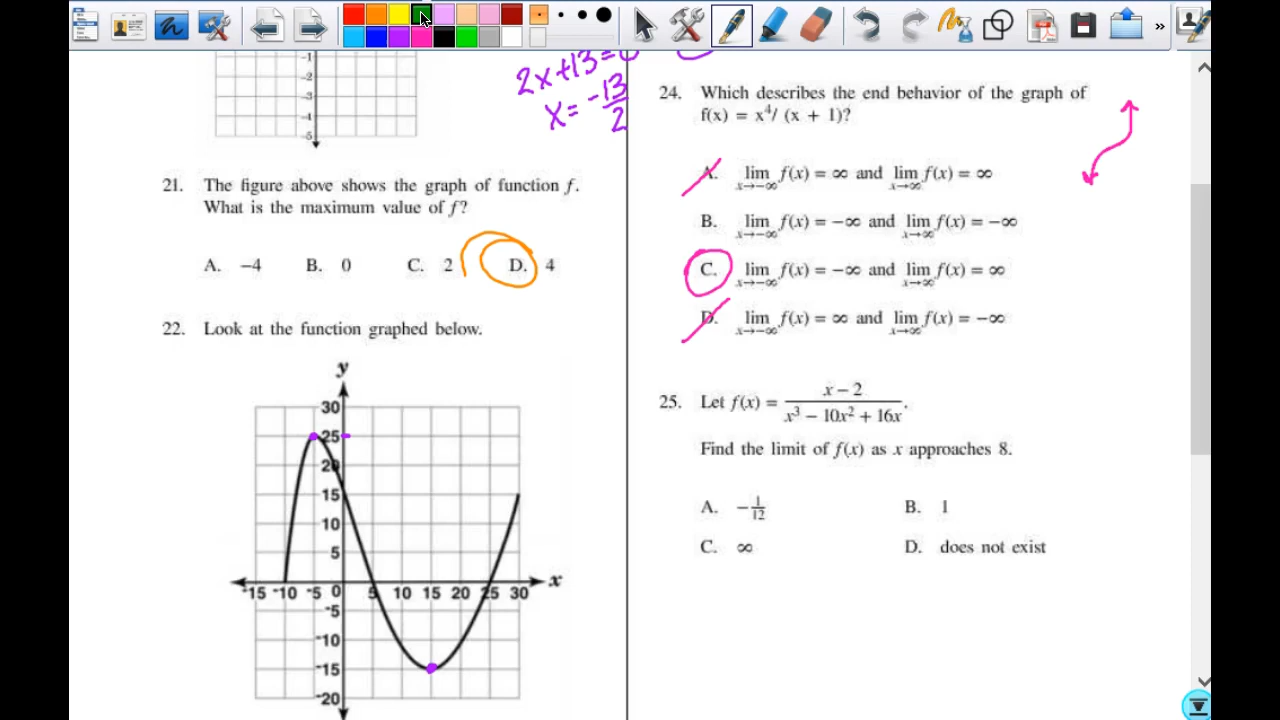 »
-1
-2
-3
-4
-5
2x+13=0
x= -13/2
21. The figure above shows the graph of function f.
What is the maximum value of f?
A. −4 B. 0 C. 2 D. 4
22. Look at the function graphed below.
y
30
25
20
15
10
5
-15 -10 -5 0 5 10 15 20 25 30 x
-5
-10
-15
-20
24. Which describes the end behavior of the graph of
f(x) = x⁴/ (x + 1)?
A. lim x→−∞ f(x) = ∞ and lim x→∞ f(x) = ∞
B. lim x→−∞ f(x) = −∞ and lim x→∞ f(x) = −∞
C. lim x→−∞ f(x) = −∞ and lim x→∞ f(x) = ∞
D. lim x→−∞ f(x) = ∞ and lim x→∞ f(x) = −∞
25. Let f(x) = (x − 2)/(x³ − 10x² + 16x).
Find the limit of f(x) as x approaches 8.
A. −1/12 B. 1
C. ∞ D. does not exist